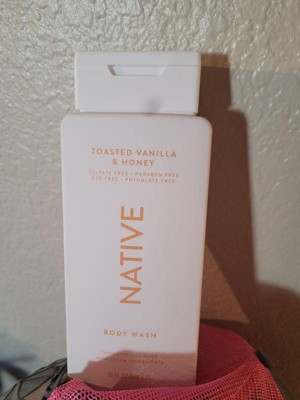 TOASTED VANILLA
& HONEY
SULFATE FREE • PARABEN FREE
DYE FREE • PHTHALATE FREE
NATIVE
BODY WASH